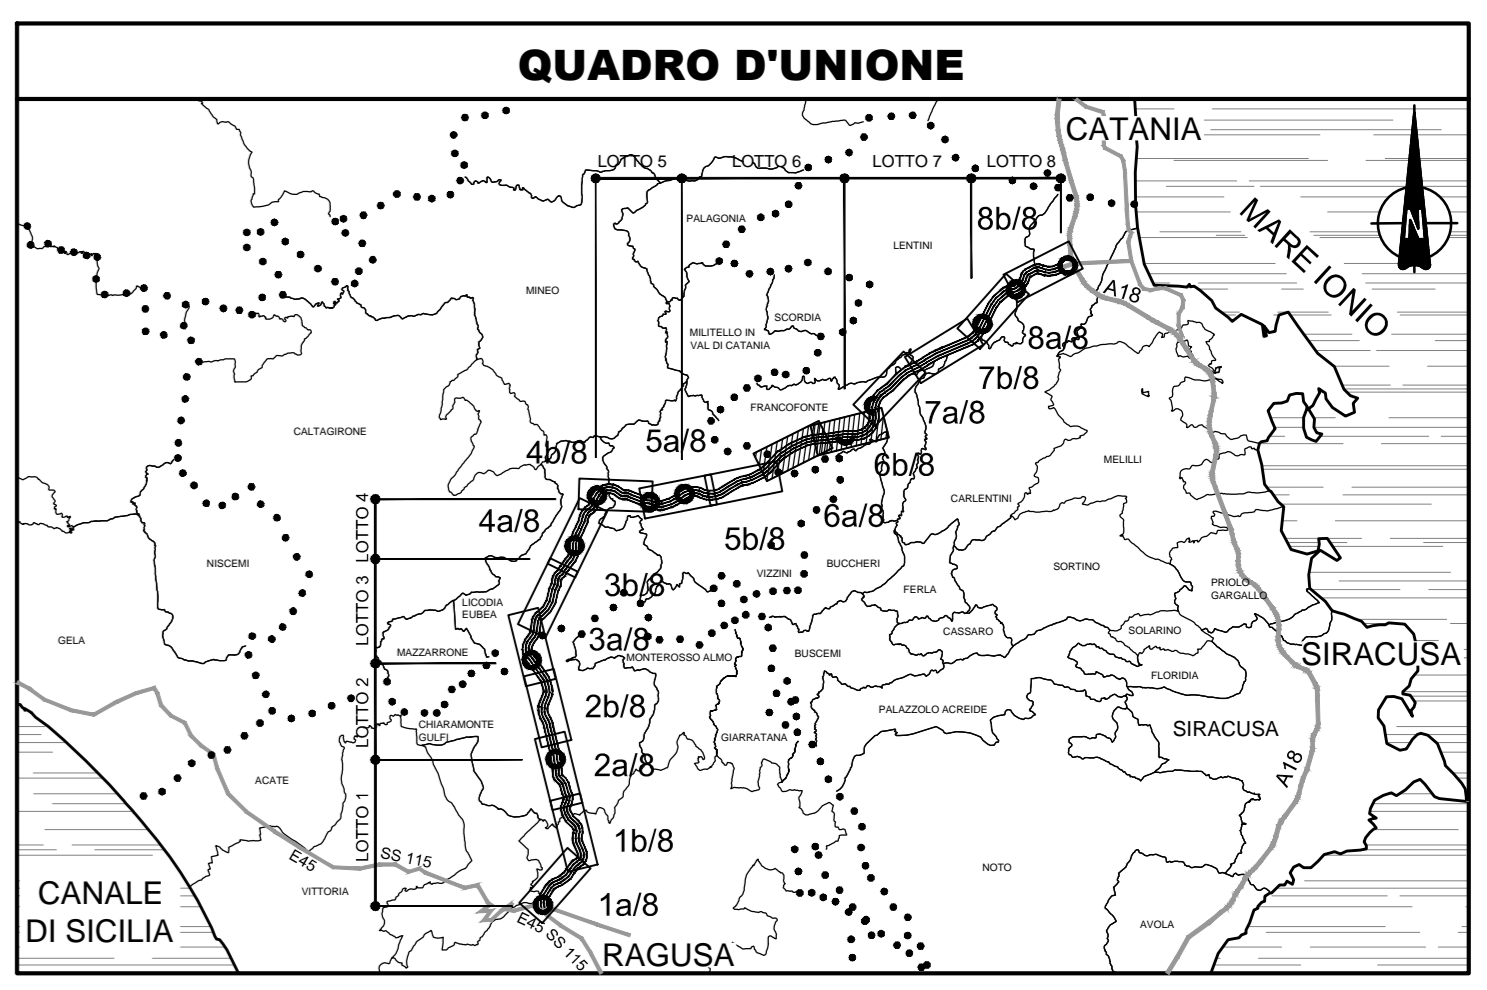 QUADRO D'UNIONE
CATANIA
LOTTO 5
LOTTO 6
LOTTO 7
LOTTO 8
N
MARE IONIO
PALAGONIA
8b/8
LENTINI
MINEO
A18
SCORDIA
MILITELLO IN
VAL DI CATANIA
8a/8
7b/8
FRANCOFONTE
7a/8
CALTAGIRONE
4b/8
5a/8
6b/8
MELILLI
CARLENTINI
LOTTO 4
4a/8
6a/8
5b/8
NISCEMI
BUCCHERI
VIZZINI
SORTINO
3b/8
FERLA
PRIOLO
GARGALLO
LOTTO 3
LICODIA
EUBEA
GELA
3a/8
CASSARO
SOLARINO
MAZZARRONE
MONTEROSSO ALMO
BUSCEMI
SIRACUSA
FLORIDIA
LOTTO 2
2b/8
PALAZZOLO ACREIDE
CHIARAMONTE
GULFI
GIARRATANA
SIRACUSA
2a/8
A18
ACATE
LOTTO 1
1b/8
E45
SS 115
NOTO
VITTORIA
CANALE
DI SICILIA
1a/8
E45 SS 115
AVOLA
RAGUSA